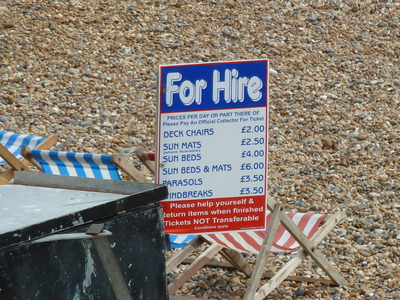 For Hire
PRICES PER DAY OR PART THERE OF
Please Pay An Official Collector For Ticket
DECK CHAIRS £2.00
SUN MATS £2.50
SUN BEDS £4.00
SUN BEDS & MATS £6.00
PARASOLS £3.50
WINDBREAKS £3.50
Please help yourself &
Return items when finished
Tickets NOT Transferable
Conditions apply